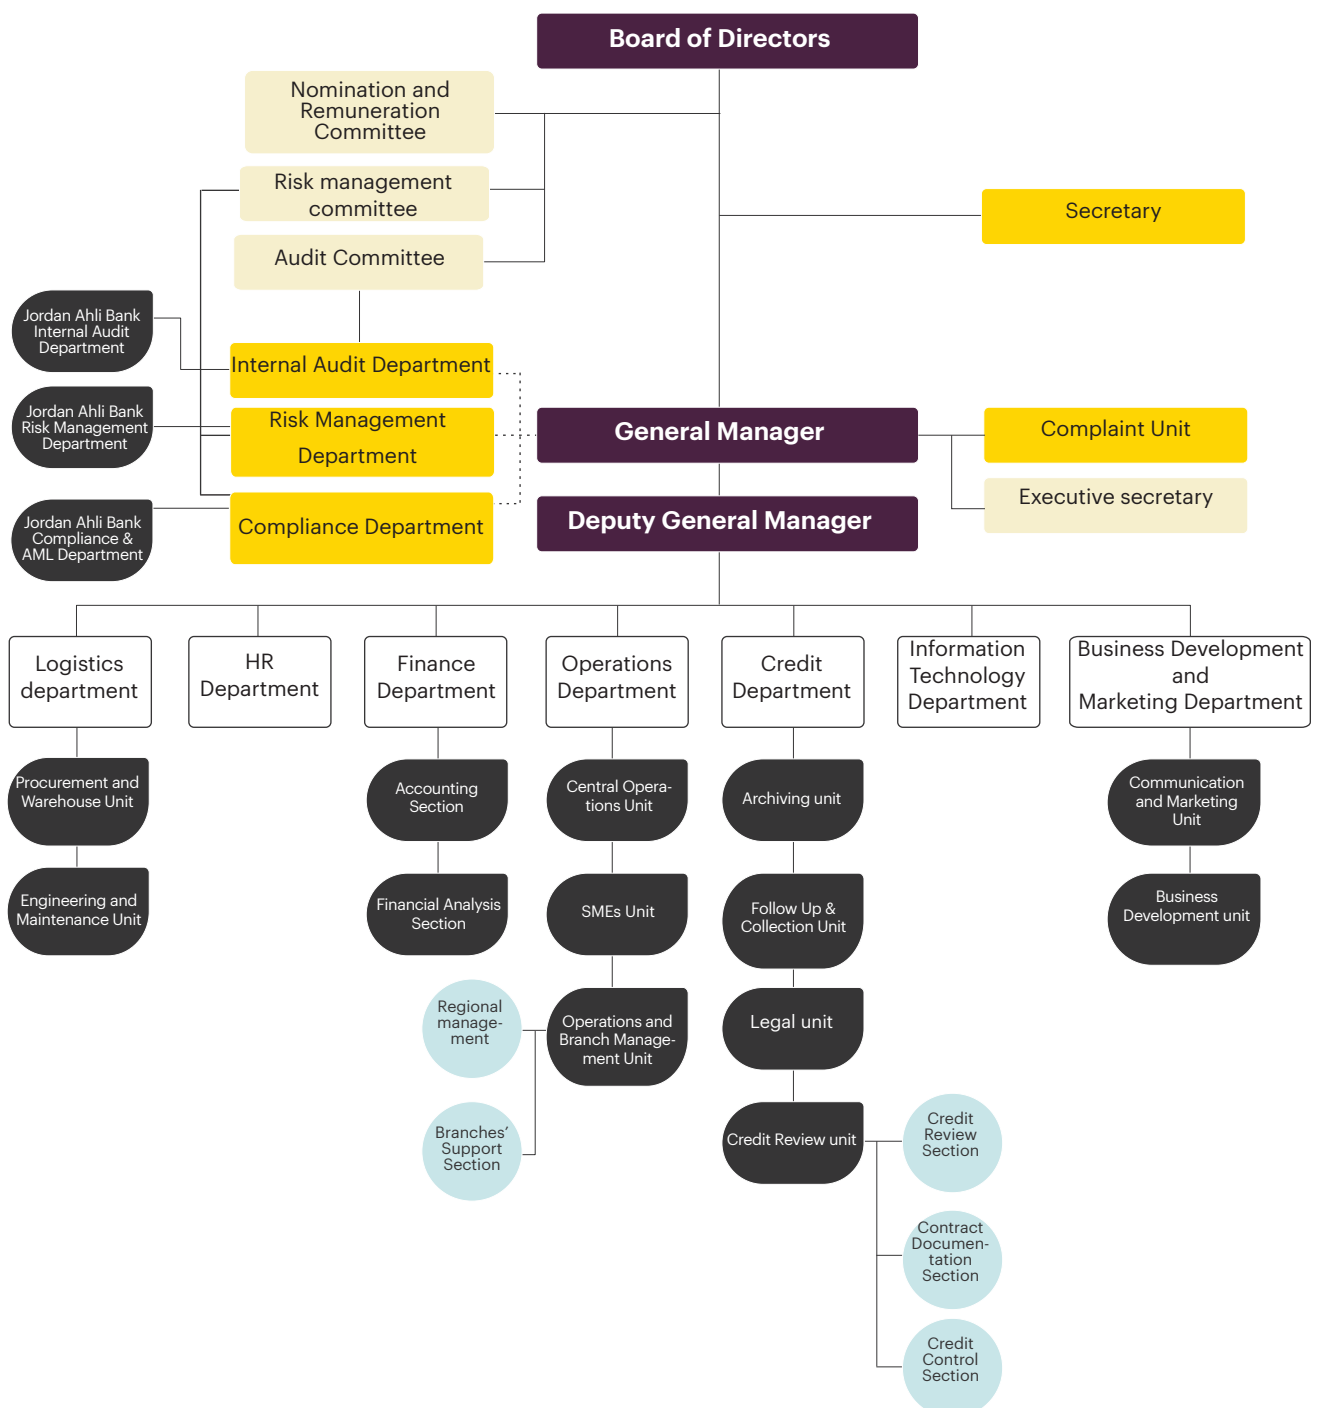 Board of Directors
Nomination and
Remuneration
Committee
Risk management
committee
Secretary
Audit Committee
Jordan Ahli Bank
Internal Audit
Department
Internal Audit Department
Jordan Ahli Bank
Risk Management
Department
Risk Management
Department
General Manager
Complaint Unit
Executive secretary
Jordan Ahli Bank
Compliance &
AML Department
Compliance Department
Deputy General Manager
Logistics
department
HR
Department
Finance
Department
Operations
Department
Credit
Department
Information
Technology
Department
Business Development
and
Marketing Department
Procurement and
Warehouse Unit
Accounting
Section
Central Opera-
tions Unit
Archiving unit
Communication
and Marketing
Unit
Engineering and
Maintenance Unit
Financial Analysis
Section
SMEs Unit
Follow Up &
Collection Unit
Business
Development unit
Regional
manage-
ment
Operations and
Branch Manage-
ment Unit
Legal unit
Branches’
Support
Section
Credit Review unit
Credit
Review
Section
Contract
Documen-
tation
Section
Credit
Control
Section